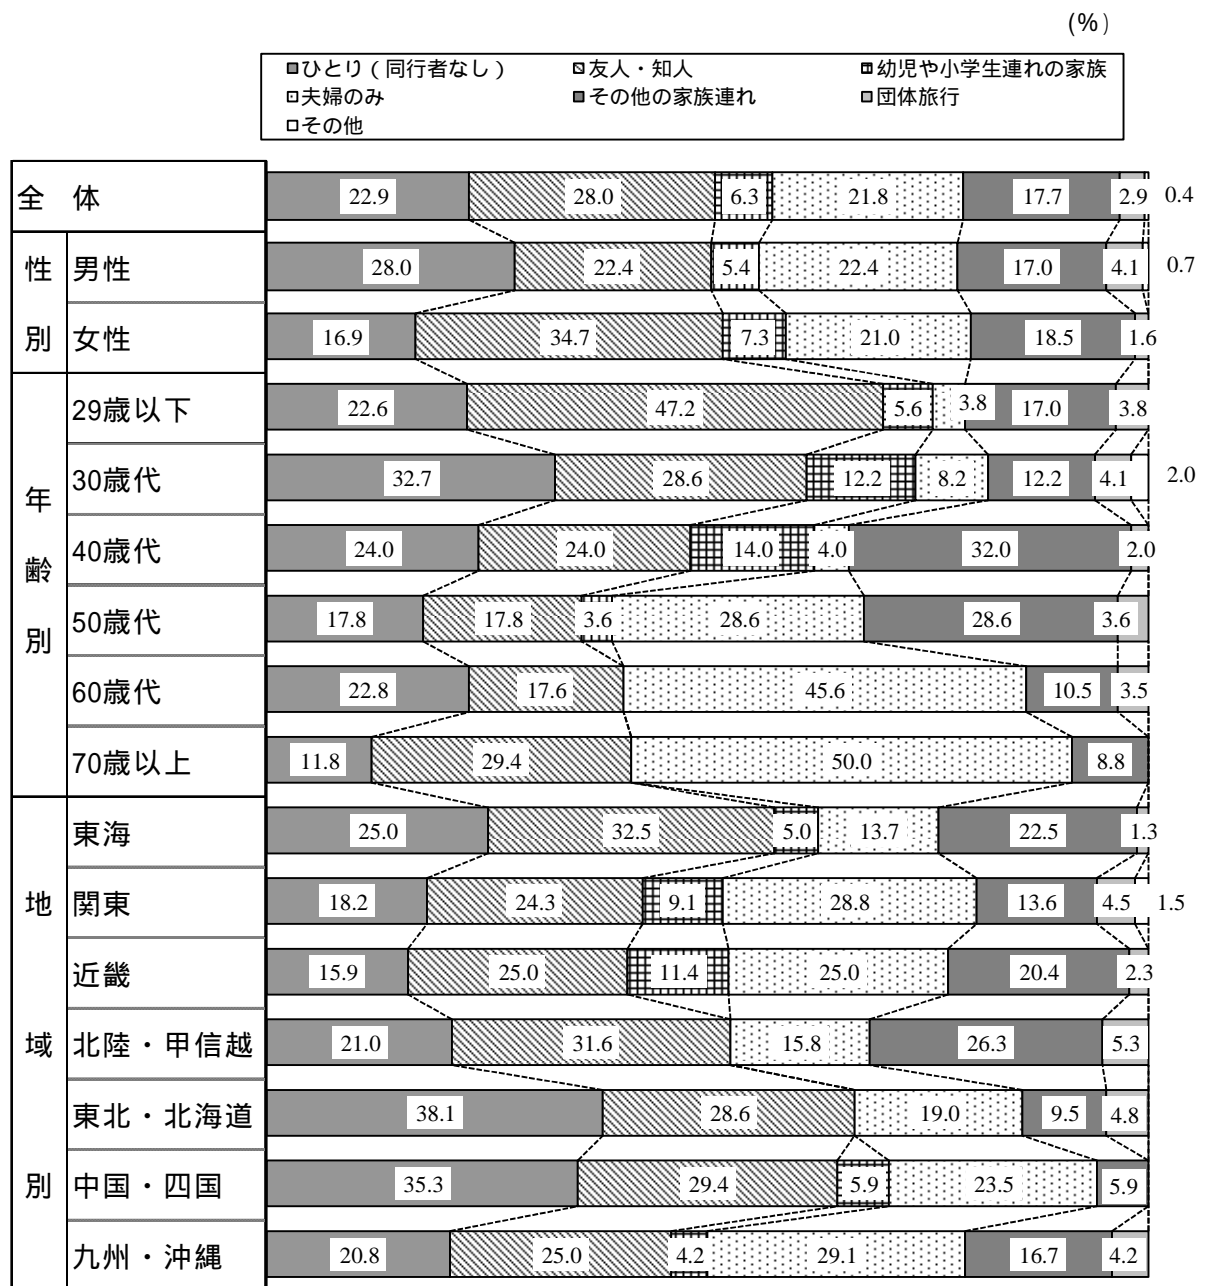 (%)
ひとり（同行者なし） 友人・知人 幼児や小学生連れの家族
夫婦のみ その他の家族連れ 団体旅行
その他
全　体 22.9 28.0 6.3 21.8 17.7 2.9 0.4
性 男性 28.0 22.4 5.4 22.4 17.0 4.1 0.7
別 女性 16.9 34.7 7.3 21.0 18.5 1.6
29歳以下 22.6 47.2 5.6 3.8 17.0 3.8
30歳代 32.7 28.6 12.2 8.2 12.2 4.1 2.0
年
40歳代 24.0 24.0 14.0 4.0 32.0 2.0
齢
50歳代 17.8 17.8 3.6 28.6 28.6 3.6
別
60歳代 22.8 17.6 45.6 10.5 3.5
70歳以上 11.8 29.4 50.0 8.8
東海 25.0 32.5 5.0 13.7 22.5 1.3
地 関東 18.2 24.3 9.1 28.8 13.6 4.5 1.5
近畿 15.9 25.0 11.4 25.0 20.4 2.3
域 北陸・甲信越 21.0 31.6 15.8 26.3 5.3
東北・北海道 38.1 28.6 19.0 9.5 4.8
別 中国・四国 35.3 29.4 5.9 23.5 5.9
九州・沖縄 20.8 25.0 4.2 29.1 16.7 4.2